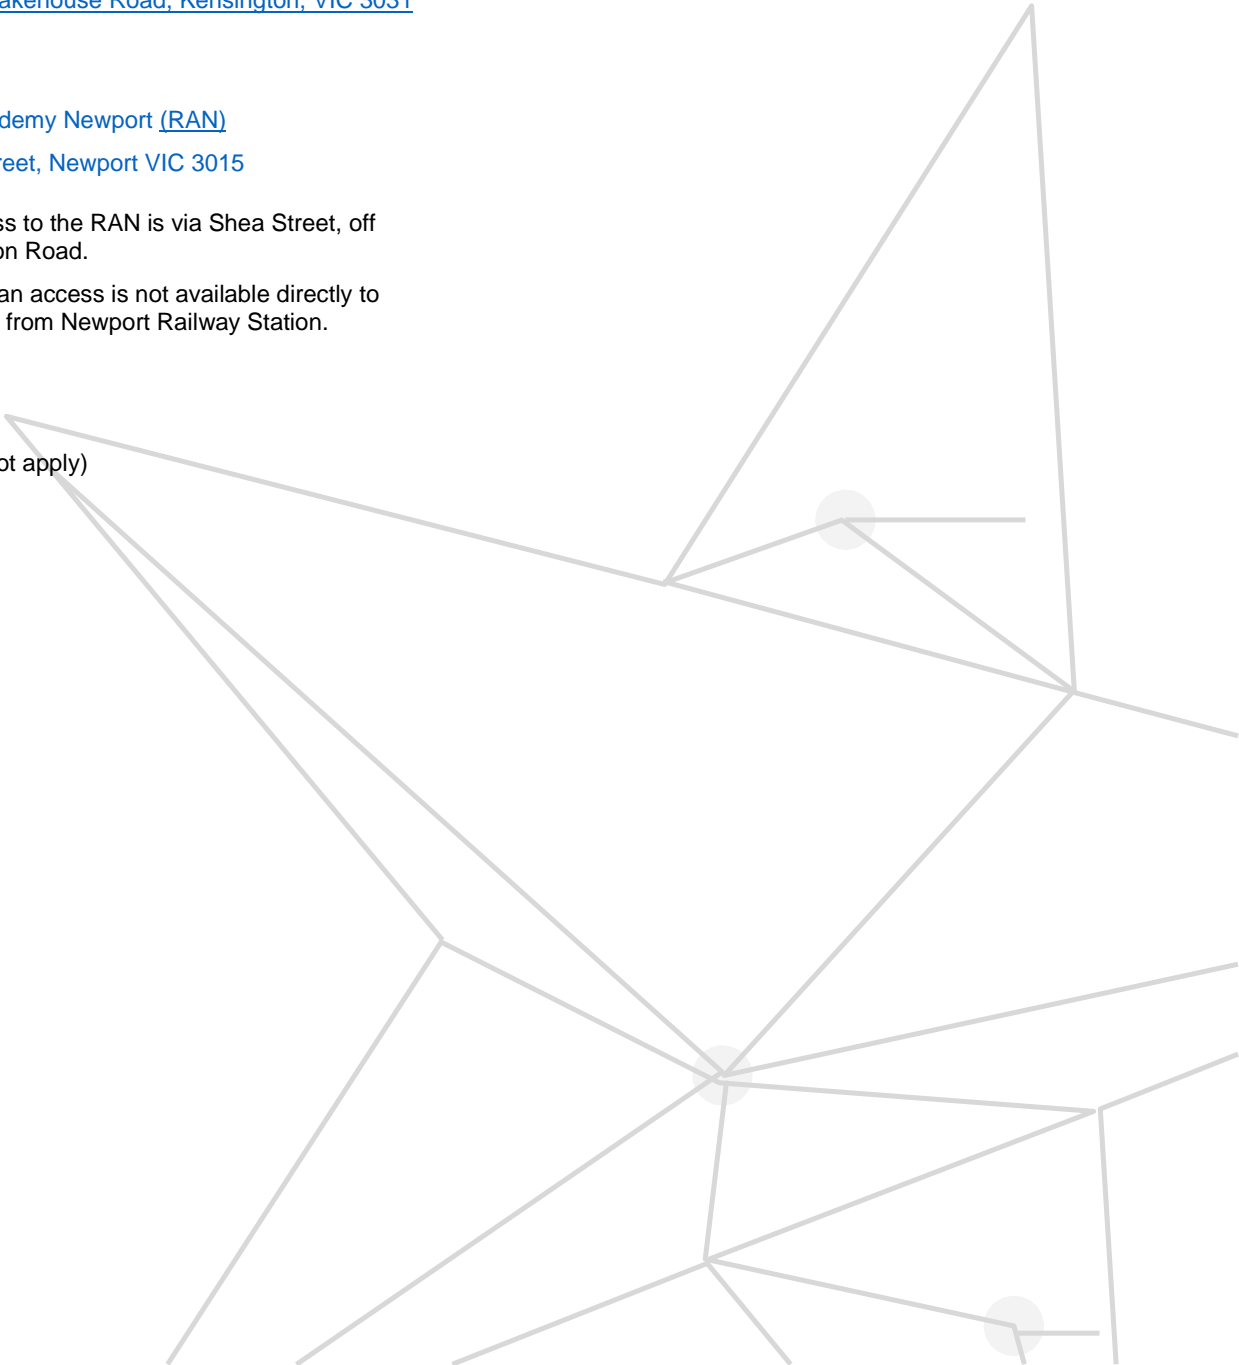 akehouse Road, Kensington, VIC 3031
demy Newport (RAN)
reet, Newport VIC 3015
ss to the RAN is via Shea Street, off
on Road.
an access is not available directly to
from Newport Railway Station.
ot apply)